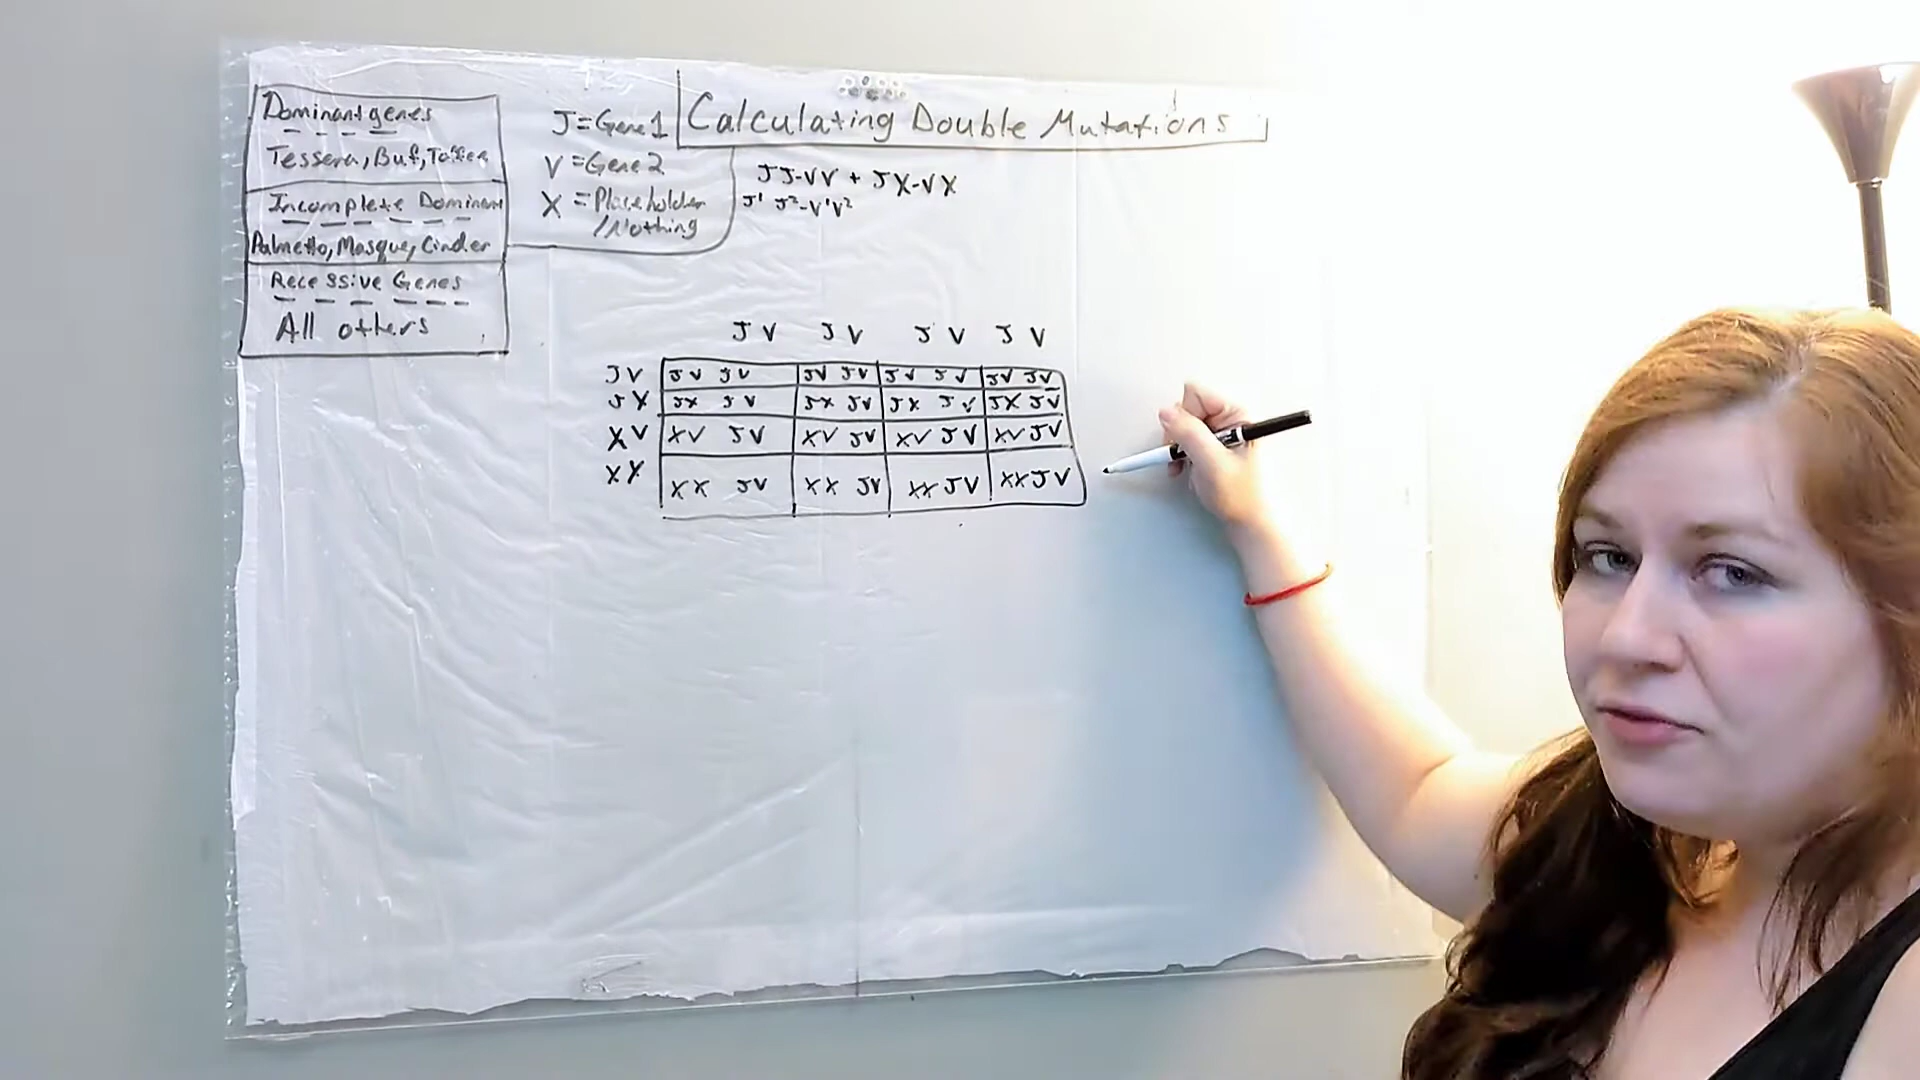 Dominant genes
Tessera, Buf, Toffee
Incomplete Dominant
Palmetto, Masque, Cinder
Recessive Genes
All others
J=Gene 1
V=Gene 2
X=Placeholder
/Nothing
Calculating Double Mutations
JJ-VV + JX-VX
J¹ J²-V¹V²
JV JV JV JV
JV JV JV JV JV JV JV JV JV
JX JX JV JX JV JX JV JX JV
XV XV JV XV JV XV JV XV JV
XX XX JV XX JV XX JV XX JV